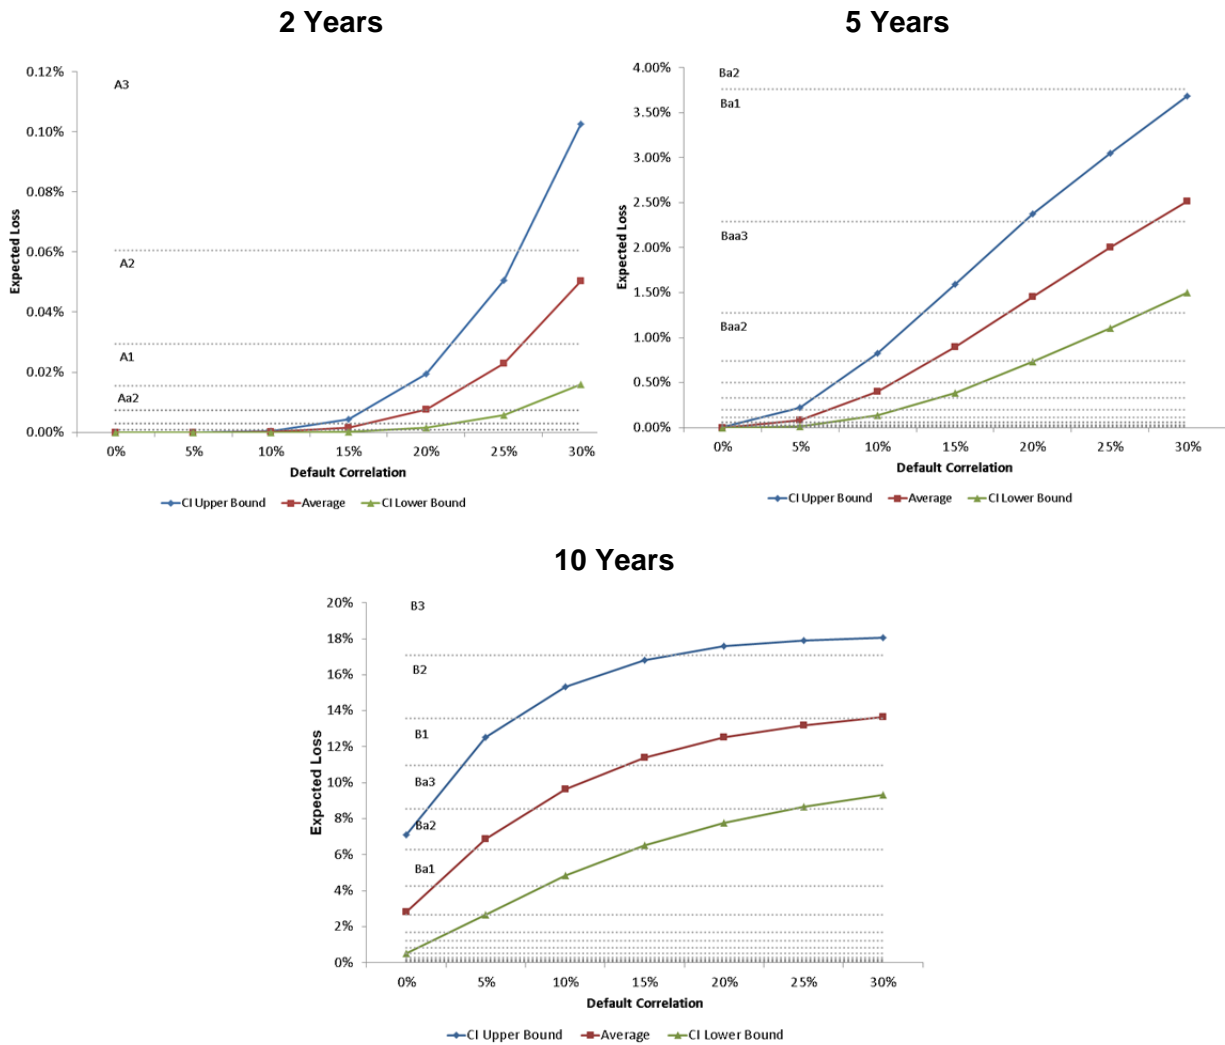 2 Years
5 Years
0.12%
0.10%
0.08%
0.06%
0.04%
0.02%
0.00%
Expected Loss
A3
A2
A1
Aa2
0% 5% 10% 15% 20% 25% 30%
Default Correlation
CI Upper Bound Average CI Lower Bound
4.00%
3.50%
3.00%
2.50%
2.00%
1.50%
1.00%
0.50%
0.00%
Expected Loss
Ba2
Ba1
Baa3
Baa2
0% 5% 10% 15% 20% 25% 30%
Default Correlation
CI Upper Bound Average CI Lower Bound
10 Years
20%
18%
16%
14%
12%
10%
8%
6%
4%
2%
0%
Expected Loss
B3
B2
B1
Ba3
Ba2
Ba1
0% 5% 10% 15% 20% 25% 30%
Default Correlation
CI Upper Bound Average CI Lower Bound